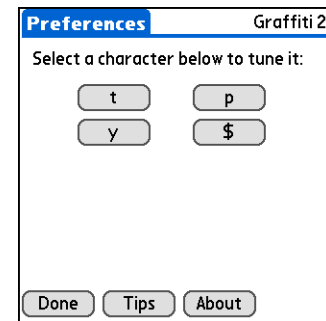 Preferences Graffiti 2
Select a character below to tune it:
t p
y $
Done Tips About